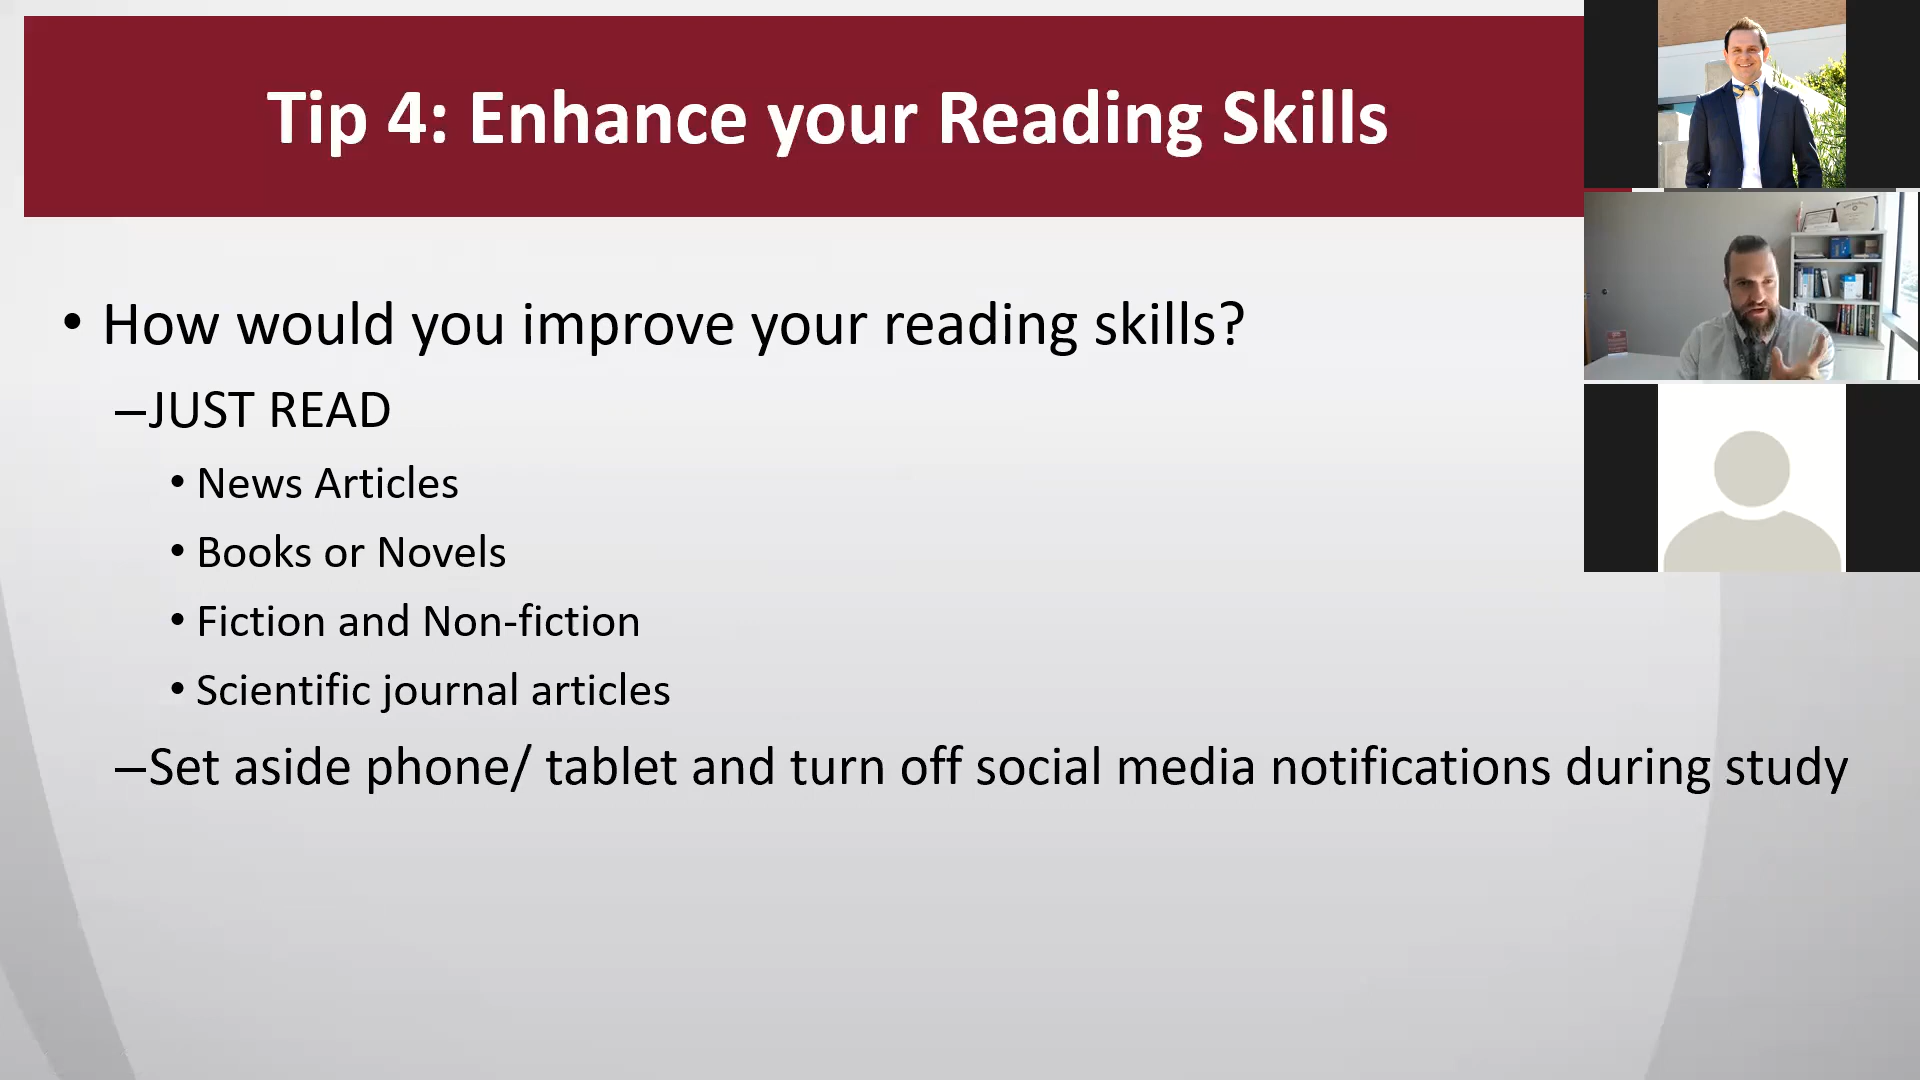 Tip 4: Enhance your Reading Skills
• How would you improve your reading skills?
–JUST READ
• News Articles
• Books or Novels
• Fiction and Non-fiction
• Scientific journal articles
–Set aside phone/ tablet and turn off social media notifications during study